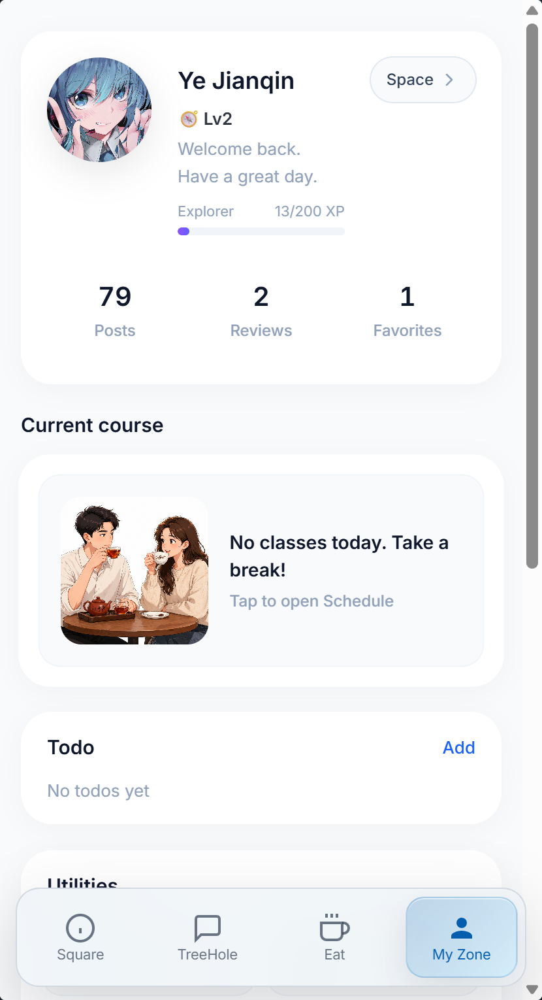 Ye Jianqin
Space
Lv2
Welcome back.
Have a great day.
Explorer 13/200 XP
79 2 1
Posts Reviews Favorites
Current course
No classes today. Take a
break!
Tap to open Schedule
Todo Add
No todos yet
Utilities
Square TreeHole Eat My Zone